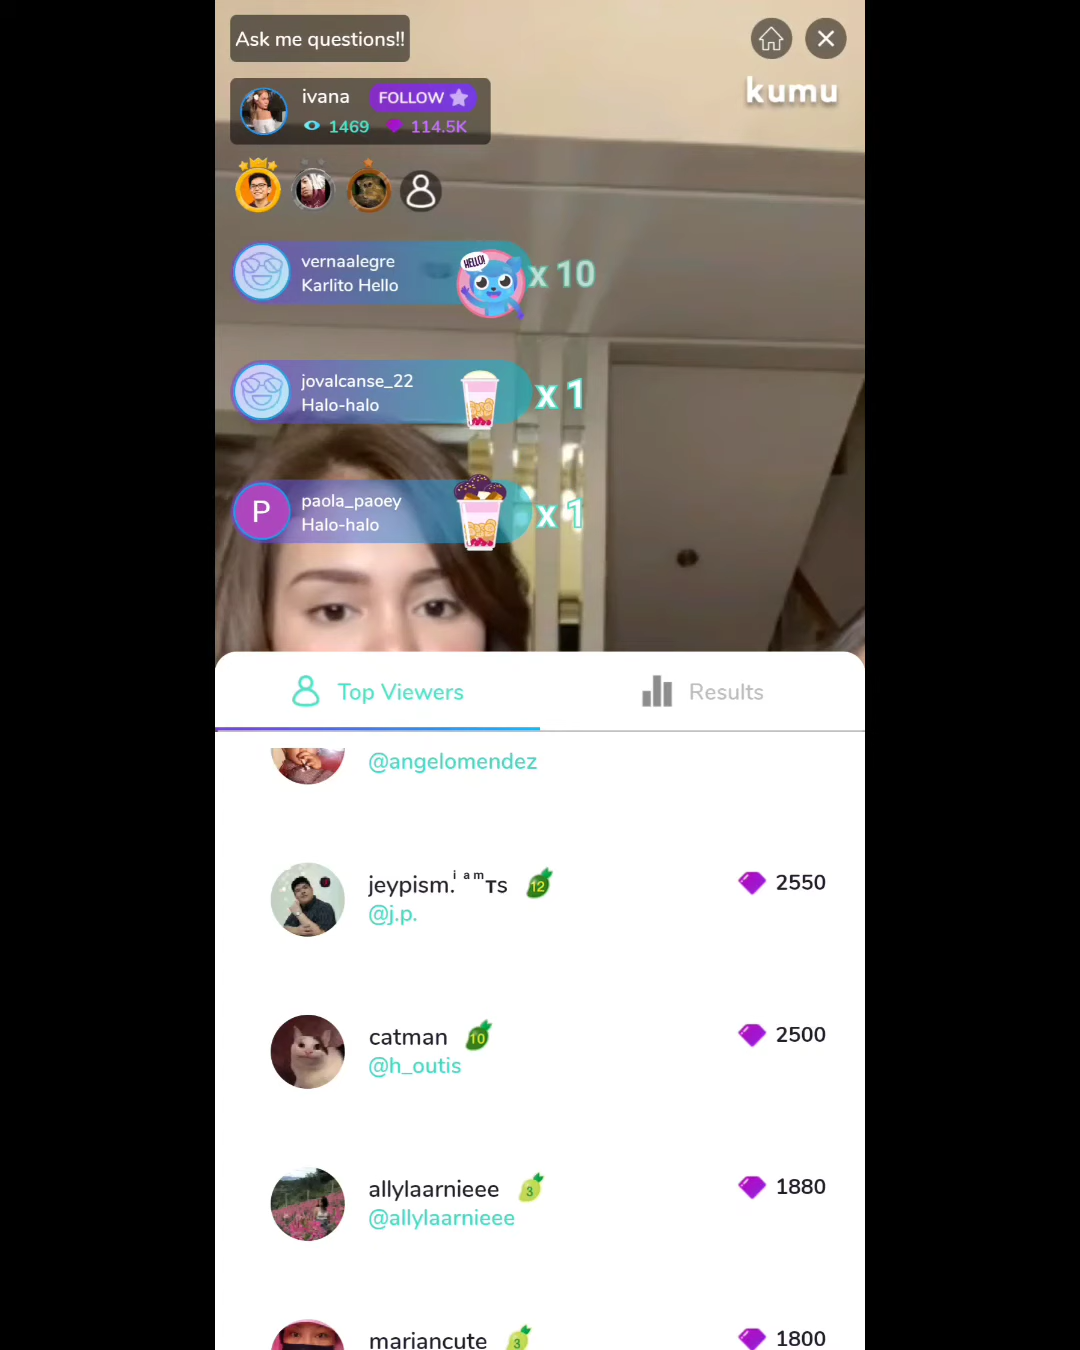 Ask me questions!!
kumu
ivana FOLLOW
1469 114.5K
vernaalegre
Karlito Hello
HELLO!
x 10
jovalcanse_22
Halo-halo
x 1
P
paola_paoey
Halo-halo
x 1
Top Viewers
Results
@angelomendez
jeypism.ⁱ ᵃᵐᴛs 12
2550
@j.p.
catman 10
2500
@h_outis
allylaarnieee 3
1880
@allylaarnieee
mariancute 3
1800